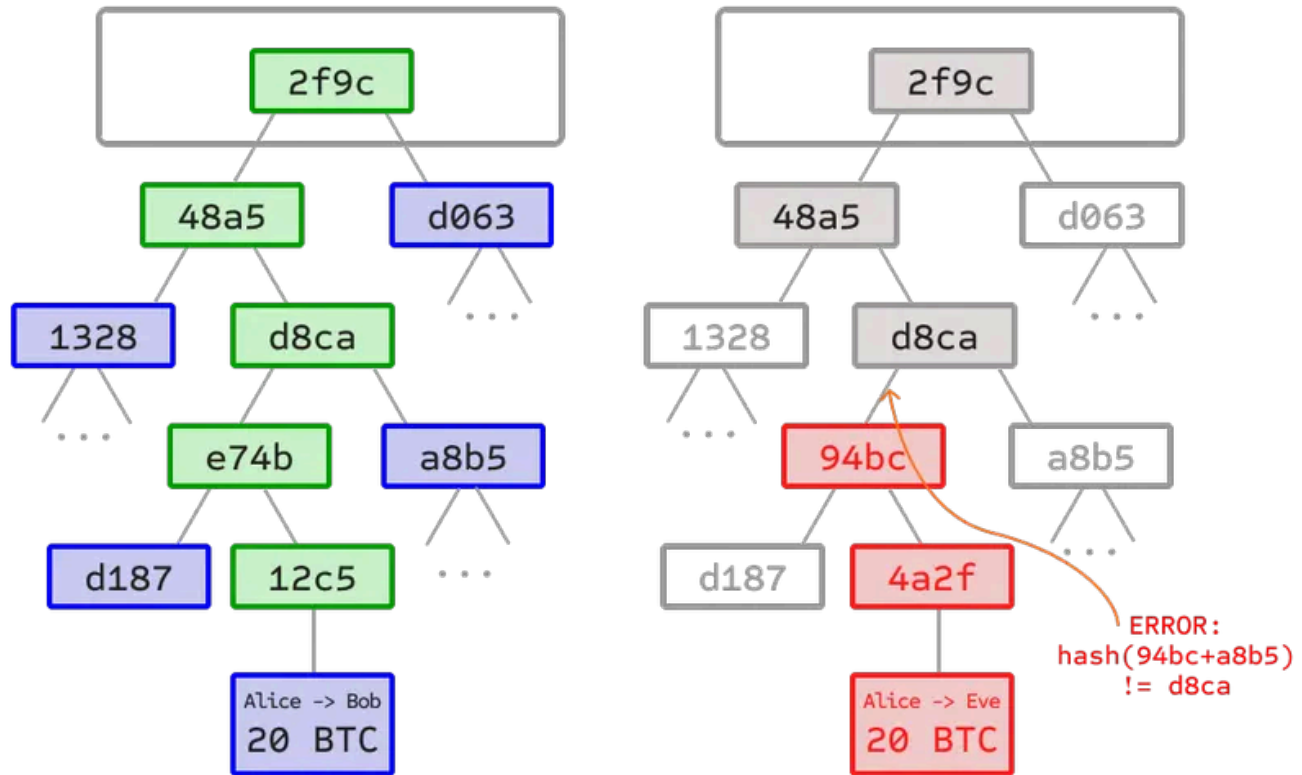 2f9c
48a5
d063
...
1328
d8ca
...
e74b
a8b5
d187
12c5
...
Alice -> Bob
20 BTC
2f9c
48a5
d063
...
1328
d8ca
...
94bc
a8b5
...
d187
4a2f
Alice -> Eve
20 BTC
ERROR:
hash(94bc+a8b5)
!= d8ca